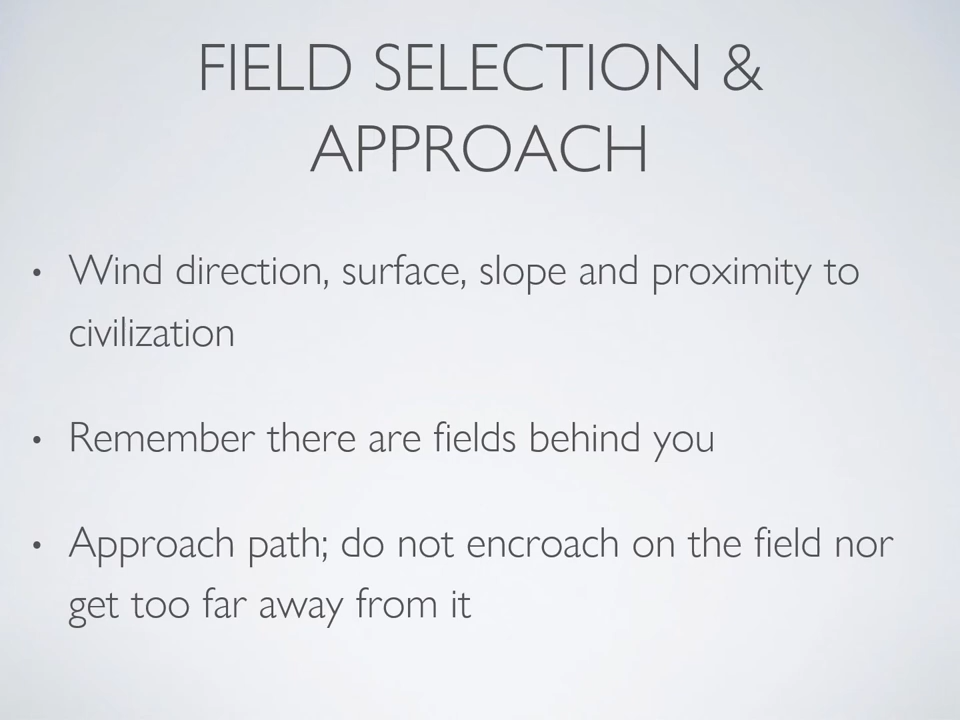 FIELD SELECTION &
APPROACH
• Wind direction, surface, slope and proximity to
civilization
• Remember there are fields behind you
• Approach path; do not encroach on the field nor
get too far away from it